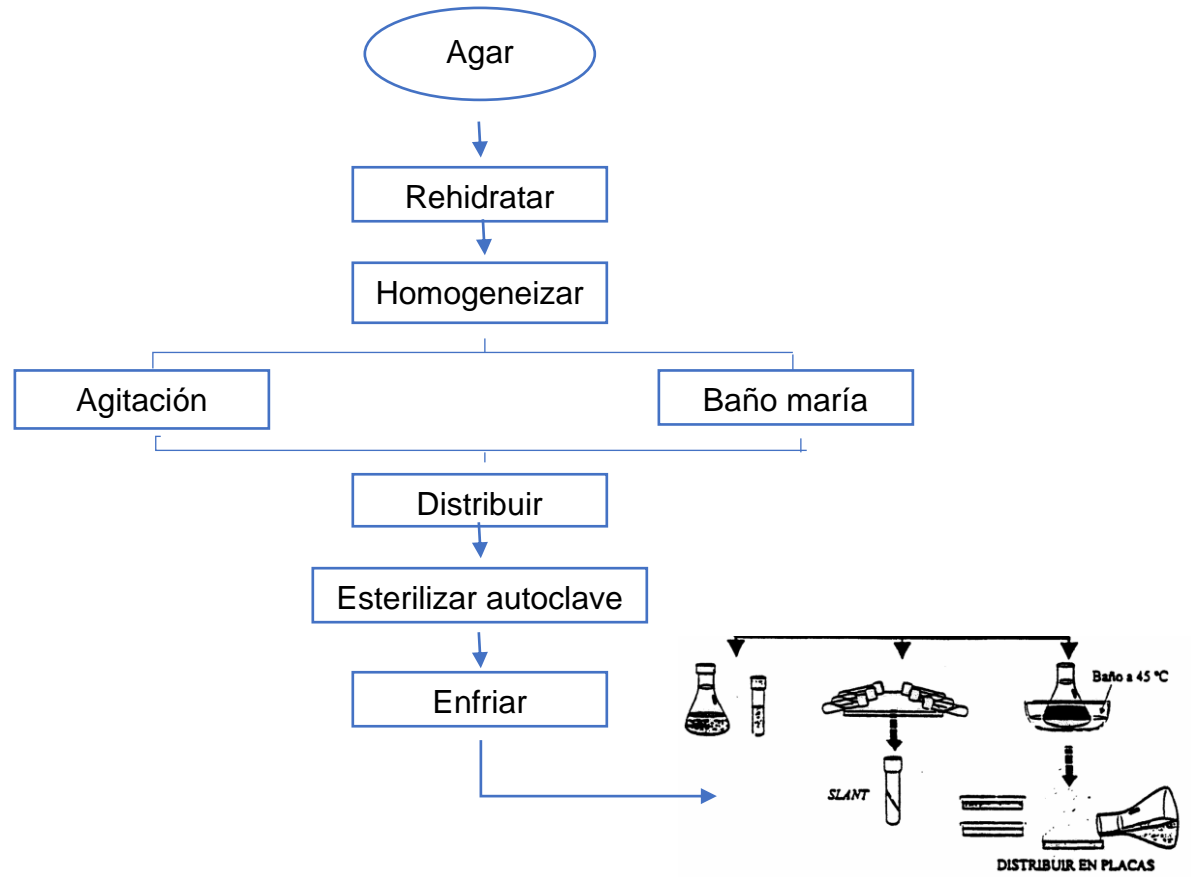 Agar
Rehidratar
Homogeneizar
Agitación
Baño maría
Distribuir
Esterilizar autoclave
Enfriar
Baño a 45 °C
SLANT
DISTRIBUIR EN PLACAS